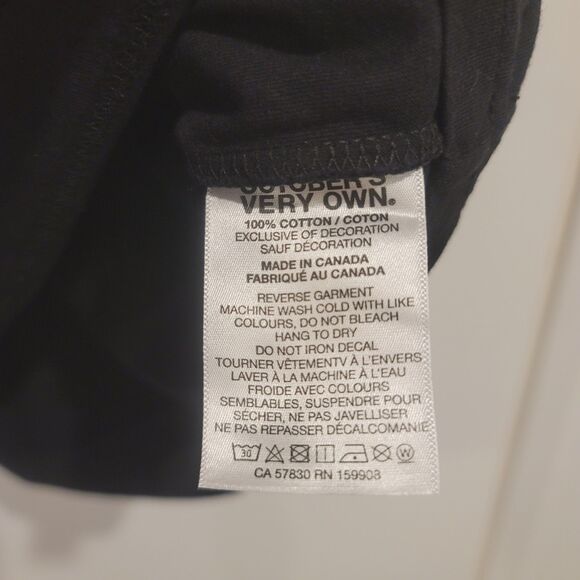 OCTOBER'S
VERY OWN®
100% COTTON / COTON
EXCLUSIVE OF DECORATION
SAUF DÉCORATION
MADE IN CANADA
FABRIQUÉ AU CANADA
REVERSE GARMENT
MACHINE WASH COLD WITH LIKE
COLOURS, DO NOT BLEACH
HANG TO DRY
DO NOT IRON DECAL
TOURNER VÊTEMENTV À L'ENVERS
LAVER À LA MACHINE À L'EAU
FROIDE AVEC COLOURS
SEMBLABLES, SUSPENDRE POUR
SÉCHER, NE PAS JAVELLISER
NE PAS REPASSER DÉCALCOMANIE
30 W
CA 57830 RN 159908